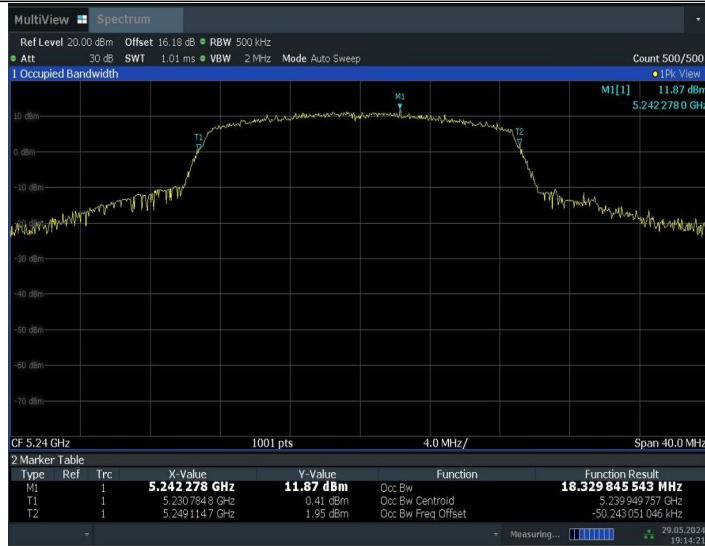 MultiView Spectrum
Ref Level 20.00 dBm Offset 16.18 dB RBW 500 kHz
Att 30 dB SWT 1.01 ms VBW 2 MHz Mode Auto Sweep Count 500/500
1 Occupied Bandwidth 1Pk View
M1[1] 11.87 dBm
5.242 278 0 GHz
M1
10 dBm
T1
T2
0 dBm
-10 dBm
-20 dBm
-30 dBm
-40 dBm
-50 dBm
-60 dBm
-70 dBm
CF 5.24 GHz 1001 pts 4.0 MHz/ Span 40.0 MHz
2 Marker Table
Type Ref Trc X-Value Y-Value Function Function Result
M1 1 5.242 278 GHz 11.87 dBm Occ Bw 18.329 845 543 MHz
T1 1 5.230 784 8 GHz 0.41 dBm Occ Bw Centroid 5.239 949 757 GHz
T2 1 5.249 114 7 GHz 1.95 dBm Occ Bw Freq Offset -50.243 051 046 kHz
Measuring... 29.05.2024
19:14:21